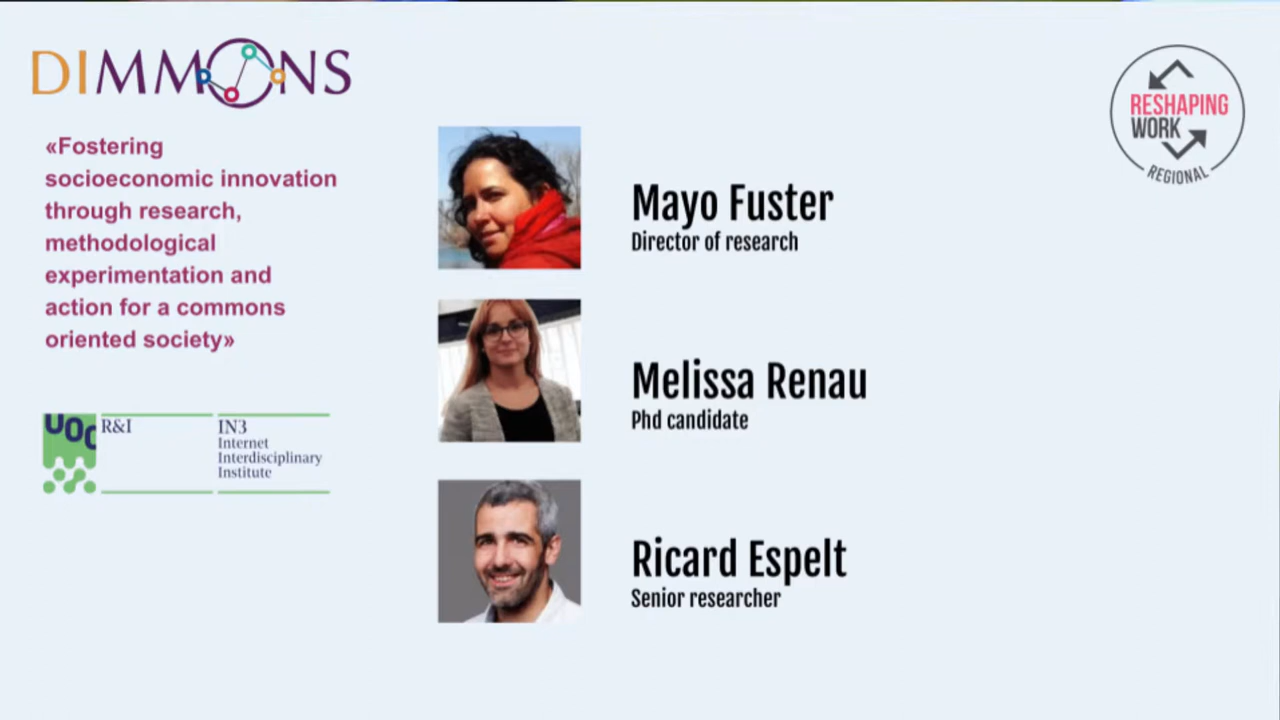 DIMMONS
«Fostering
socioeconomic innovation
through research,
methodological
experimentation and
action for a commons
oriented society»
UOC
R&I
IN3
Internet
Interdisciplinary
Institute
Mayo Fuster
Director of research
Melissa Renau
Phd candidate
Ricard Espelt
Senior researcher
RESHAPING
WORK
REGIONAL